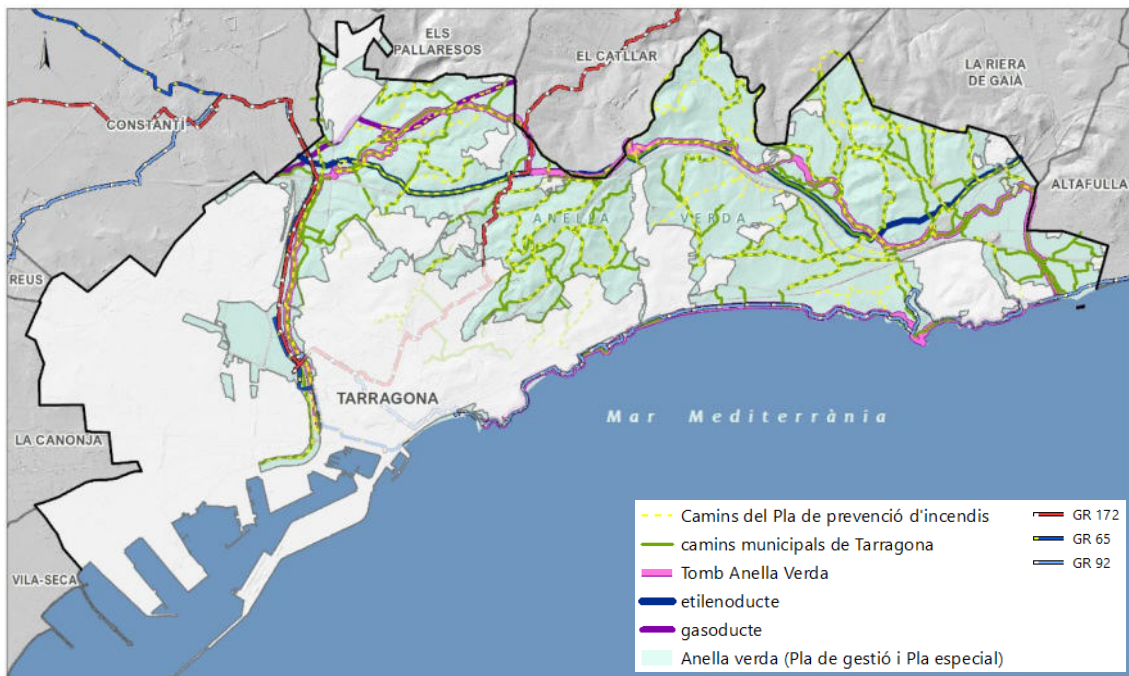 ELS
PALLARESOS
EL CATLLAR
LA RIERA
DE GAIÀ
CONSTANTÍ
ALTAFULLA
ANELLA VERDA
REUS
TARRAGONA
Mar Mediterrània
LA CANONJA
VILA-SECA
Camins del Pla de prevenció d'incendis
camins municipals de Tarragona
Tomb Anella Verda
etilenoducte
gasoducte
Anella verda (Pla de gestió i Pla especial)
GR 172
GR 65
GR 92